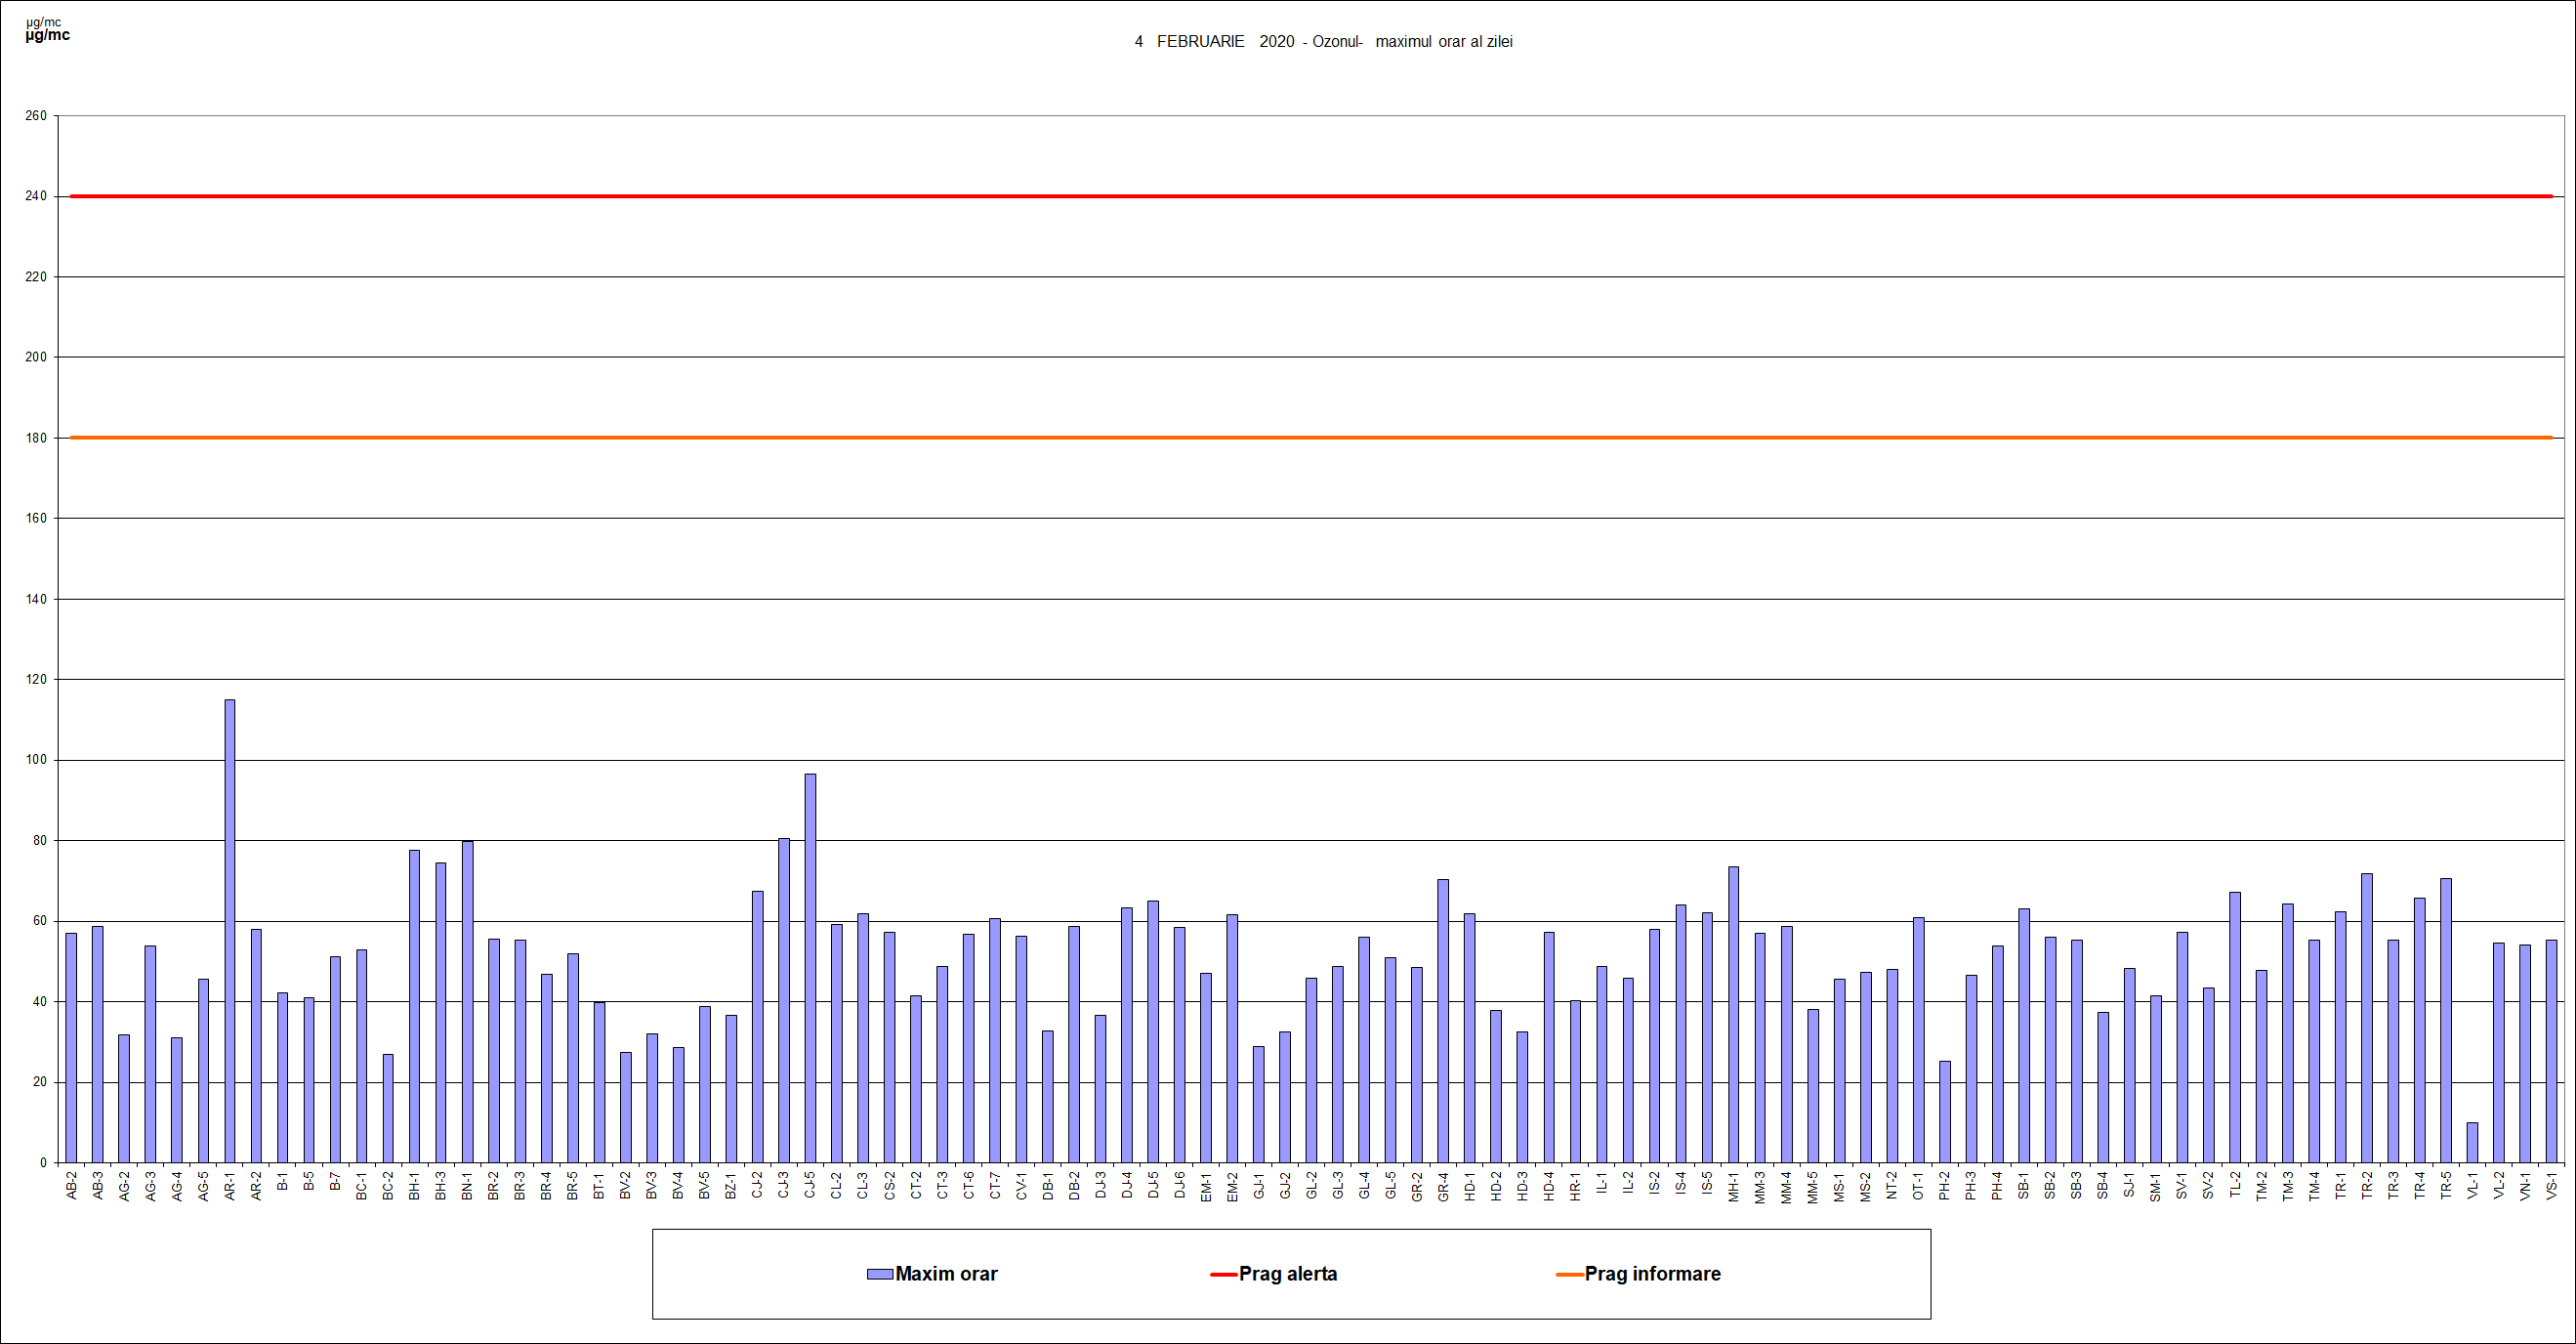 µg/mc
µg/mc
4 FEBRUARIE 2020 - Ozonul- maximul orar al zilei
260
240
220
200
180
160
140
120
100
80
60
40
20
0
AB-2 AB-3 AG-2 AG-3 AG-4 AG-5 AR-1 AR-2 B-1 B-5 B-7 BC-1 BC-2 BH-1 BH-3 BN-1 BR-2 BR-3 BR-4 BR-5 BT-1 BV-2 BV-3 BV-4 BV-5 BZ-1 CJ-2 CJ-3 CJ-5 CL-2 CL-3 CS-2 CT-2 CT-3 CT-6 CT-7 CV-1 DB-1 DB-2 DJ-3 DJ-4 DJ-5 DJ-6 EM-1 EM-2 GJ-1 GJ-2 GL-2 GL-3 GL-4 GL-5 GR-2 GR-4 HD-1 HD-2 HD-3 HD-4 HR-1 IL-1 IL-2 IS-2 IS-4 IS-5 MH-1 MM-3 MM-4 MM-5 MS-1 MS-2 NT-2 OT-1 PH-2 PH-3 PH-4 SB-1 SB-2 SB-3 SB-4 SJ-1 SM-1 SV-1 SV-2 TL-2 TM-2 TM-3 TM-4 TR-1 TR-2 TR-3 TR-4 TR-5 VL-1 VL-2 VN-1 VS-1
Maxim orar Prag alerta Prag informare